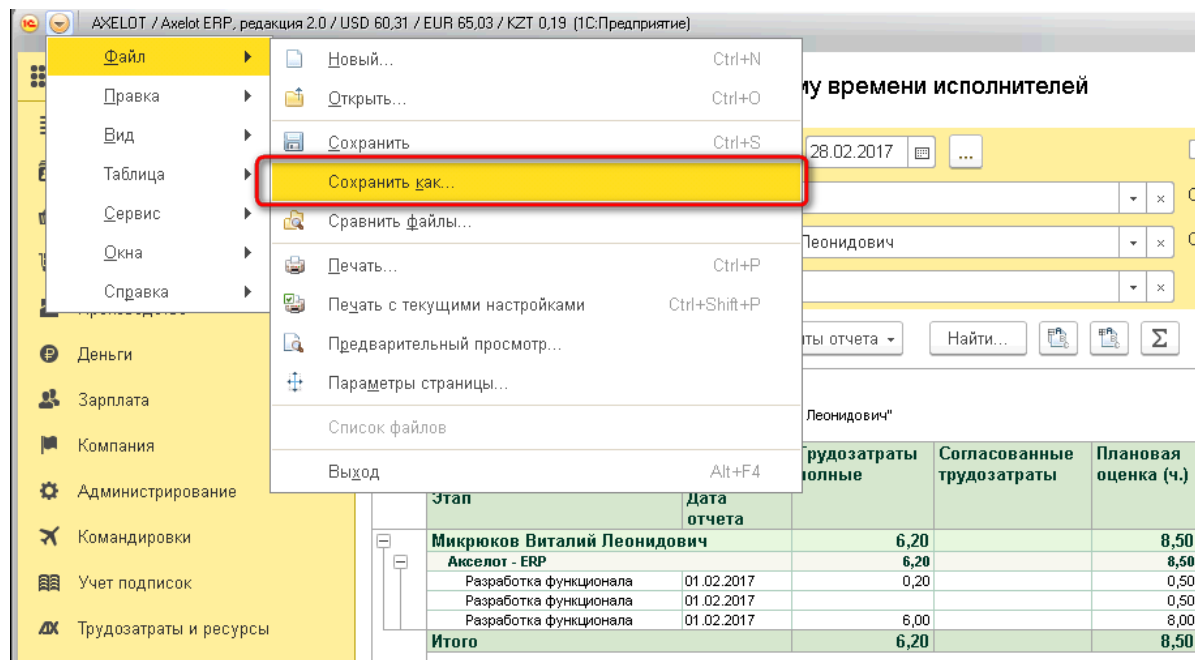 AXELOT / Axelot ERP, редакция 2.0 / USD 60,31 / EUR 65,03 / KZT 0,19 (1С:Предприятие)
Файл
Правка
Вид
Таблица
Сервис
Окна
Справка
Новый... Ctrl+N
Открыть... Ctrl+O
Сохранить Ctrl+S
Сохранить как...
Сравнить файлы...
Печать... Ctrl+P
Печать с текущими настройками Ctrl+Shift+P
Предварительный просмотр...
Параметры страницы...
Список файлов
Выход Alt+F4
времени исполнителей
28.02.2017 ...
Леонидович
отчета Найти... Σ
Леонидович"
Деньги
Зарплата
Компания
Администрирование
Командировки
Учет подписок
Трудозатраты и ресурсы
Трудозатраты Согласованные Плановая
трудозатраты оценка (ч.)
Этап Дата
отчета
Микрюков Виталий Леонидович 6,20 8,50
Акселот - ERP 6,20 8,50
Разработка функционала 01.02.2017 0,20 0,50
Разработка функционала 01.02.2017 0,50
Разработка функционала 01.02.2017 6,00 8,00
Итого 6,20 8,50